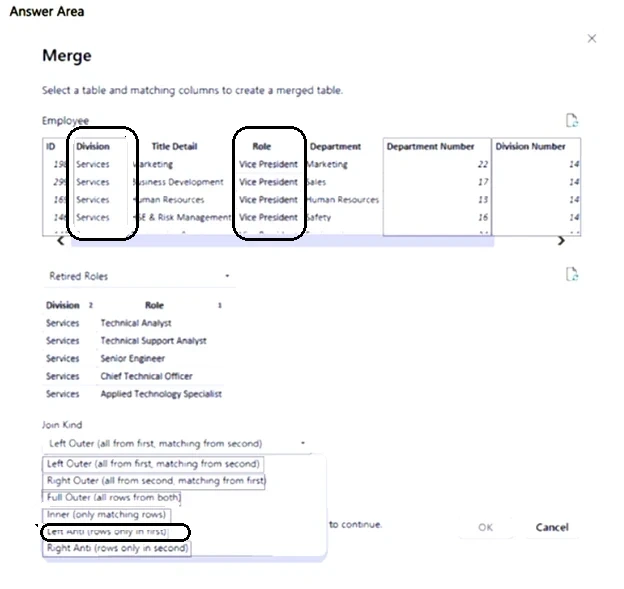 Answer Area
Merge
Select a table and matching columns to create a merged table.
Employee
ID Division Title Detail Role Department Department Number Division Number
198 Services Marketing Vice President Marketing 22 14
299 Services Business Development Vice President Sales 17 14
169 Services Human Resources Vice President Human Resources 13 14
146 Services HSE & Risk Management Vice President Safety 16 14
Retired Roles
Division 2 Role 1
Services Technical Analyst
Services Technical Support Analyst
Services Senior Engineer
Services Chief Technical Officer
Services Applied Technology Specialist
Join Kind
Left Outer (all from first, matching from second)
Left Outer (all from first, matching from second)
Right Outer (all from second, matching from first)
Full Outer (all rows from both)
Inner (only matching rows)
Left Anti (rows only in first)
to continue.
OK Cancel
Right Anti (rows only in second)